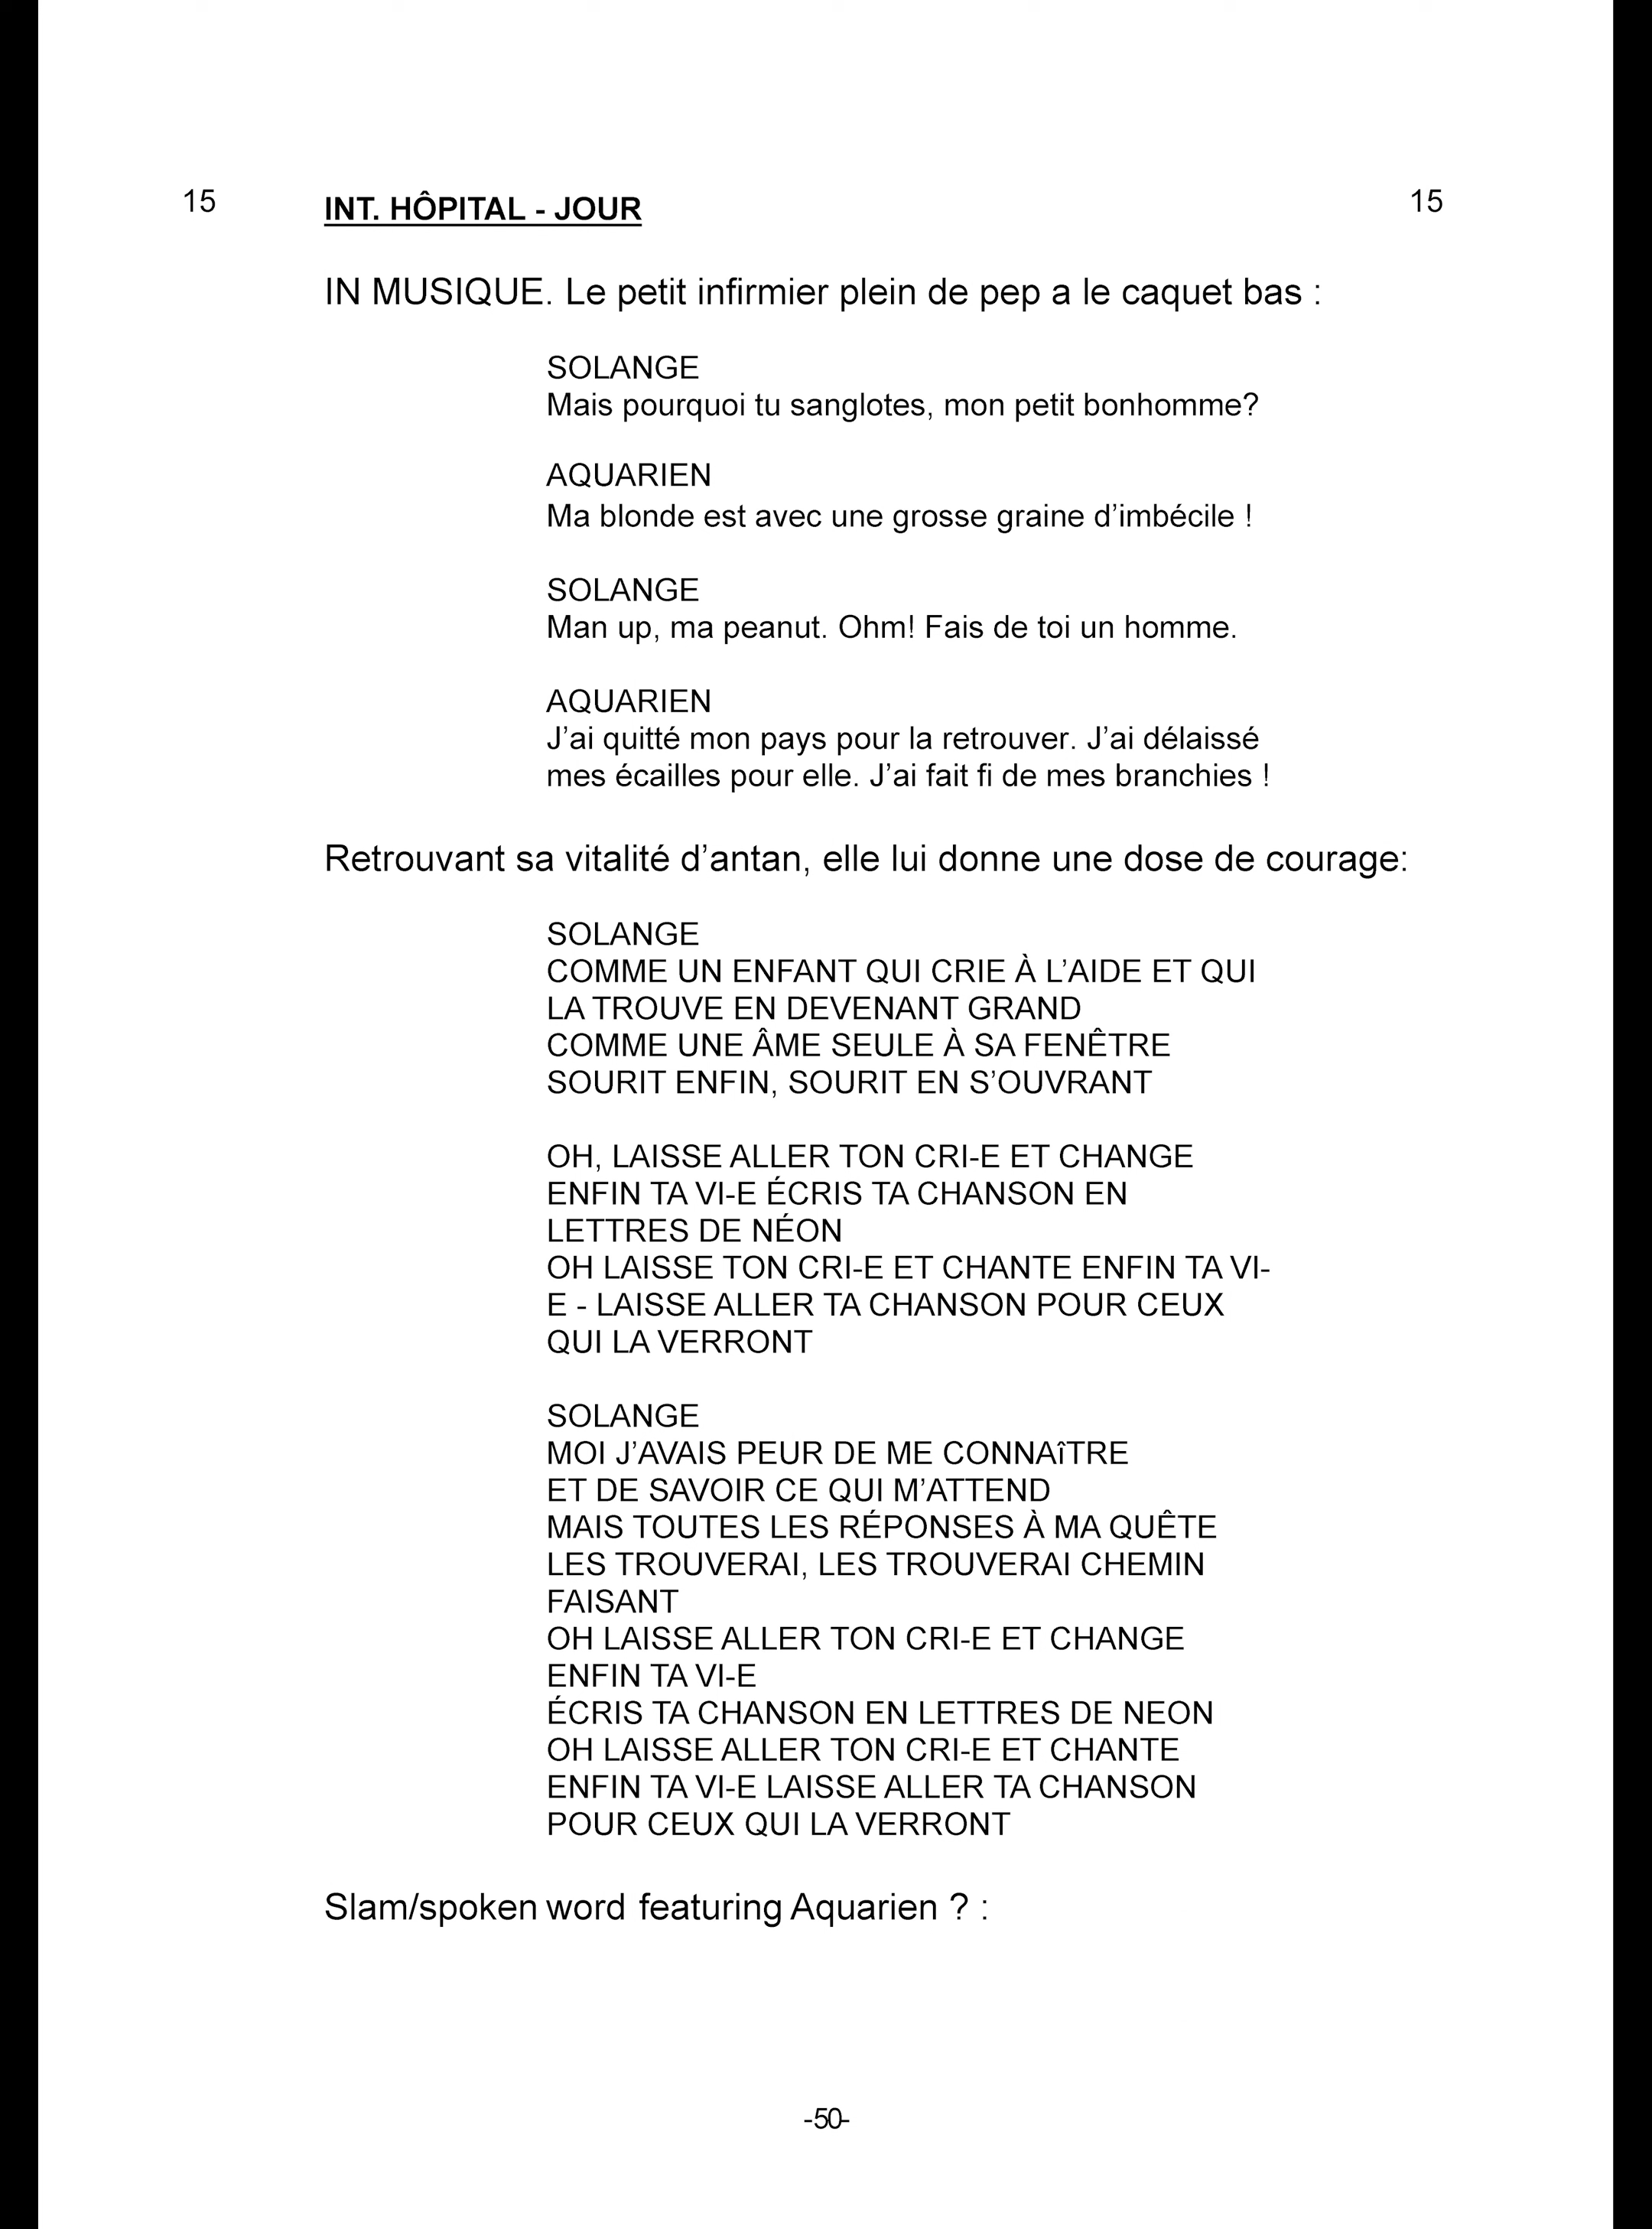 15 INT. HÔPITAL - JOUR 15
IN MUSIQUE. Le petit infirmier plein de pep a le caquet bas :
SOLANGE
Mais pourquoi tu sanglotes, mon petit bonhomme?
AQUARIEN
Ma blonde est avec une grosse graine d’imbécile !
SOLANGE
Man up, ma peanut. Ohm! Fais de toi un homme.
AQUARIEN
J’ai quitté mon pays pour la retrouver. J’ai délaissé
mes écailles pour elle. J’ai fait fi de mes branchies !
Retrouvant sa vitalité d’antan, elle lui donne une dose de courage:
SOLANGE
COMME UN ENFANT QUI CRIE À L’AIDE ET QUI
LA TROUVE EN DEVENANT GRAND
COMME UNE ÂME SEULE À SA FENÊTRE
SOURIT ENFIN, SOURIT EN S’OUVRANT
OH, LAISSE ALLER TON CRI-E ET CHANGE
ENFIN TA VI-E ÉCRIS TA CHANSON EN
LETTRES DE NÉON
OH LAISSE TON CRI-E ET CHANTE ENFIN TA VI-
E - LAISSE ALLER TA CHANSON POUR CEUX
QUI LA VERRONT
SOLANGE
MOI J’AVAIS PEUR DE ME CONNAîTRE
ET DE SAVOIR CE QUI M’ATTEND
MAIS TOUTES LES RÉPONSES À MA QUÊTE
LES TROUVERAI, LES TROUVERAI CHEMIN
FAISANT
OH LAISSE ALLER TON CRI-E ET CHANGE
ENFIN TA VI-E
ÉCRIS TA CHANSON EN LETTRES DE NEON
OH LAISSE ALLER TON CRI-E ET CHANTE
ENFIN TA VI-E LAISSE ALLER TA CHANSON
POUR CEUX QUI LA VERRONT
Slam/spoken word featuring Aquarien ? :
-50-